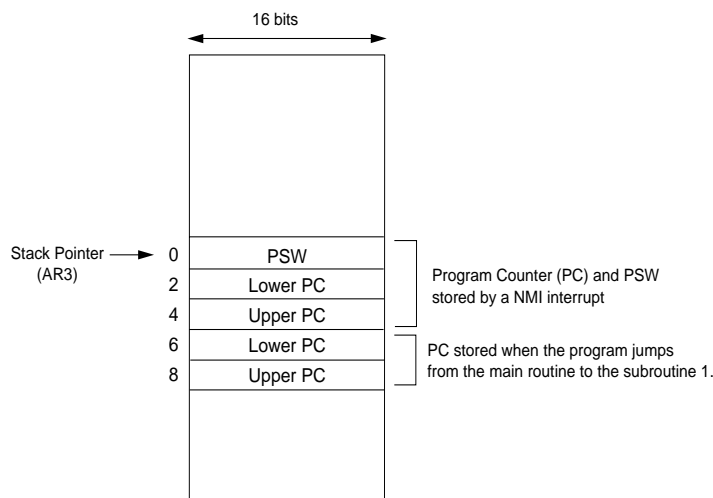 16 bits
Stack Pointer
(AR3)
0
PSW
2
Lower PC
4
Upper PC
6
Lower PC
8
Upper PC
Program Counter (PC) and PSW
stored by a NMI interrupt
PC stored when the program jumps
from the main routine to the subroutine 1.